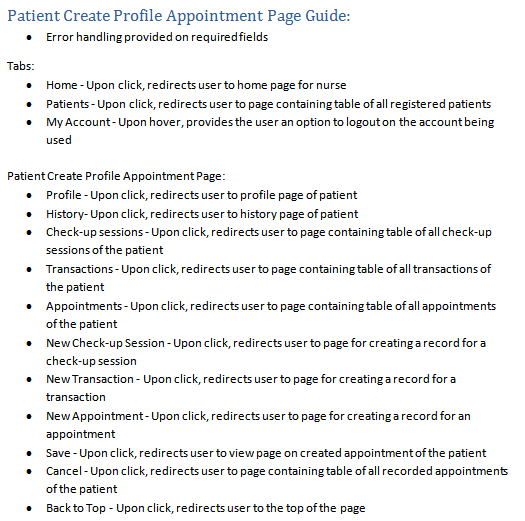 Patient Create Profile Appointment Page Guide:
• Error handling provided on required fields
Tabs:
• Home - Upon click, redirects user to home page for nurse
• Patients - Upon click, redirects user to page containing table of all registered patients
• My Account - Upon hover, provides the user an option to logout on the account being
used
Patient Create Profile Appointment Page:
• Profile - Upon click, redirects user to profile page of patient
• History- Upon click, redirects user to history page of patient
• Check-up sessions - Upon click, redirects user to page containing table of all check-up
sessions of the patient
• Transactions - Upon click, redirects user to page containing table of all transactions of
the patient
• Appointments - Upon click, redirects user to page containing table of all appointments
of the patient
• New Check-up Session - Upon click, redirects user to page for creating a record for a
check-up session
• New Transaction - Upon click, redirects user to page for creating a record for a
transaction
• New Appointment - Upon click, redirects user to page for creating a record for an
appointment
• Save - Upon click, redirects user to view page on created appointment of the patient
• Cancel - Upon click, redirects user to page containing table of all recorded appointments
of the patient
• Back to Top - Upon click, redirects user to the top of the page